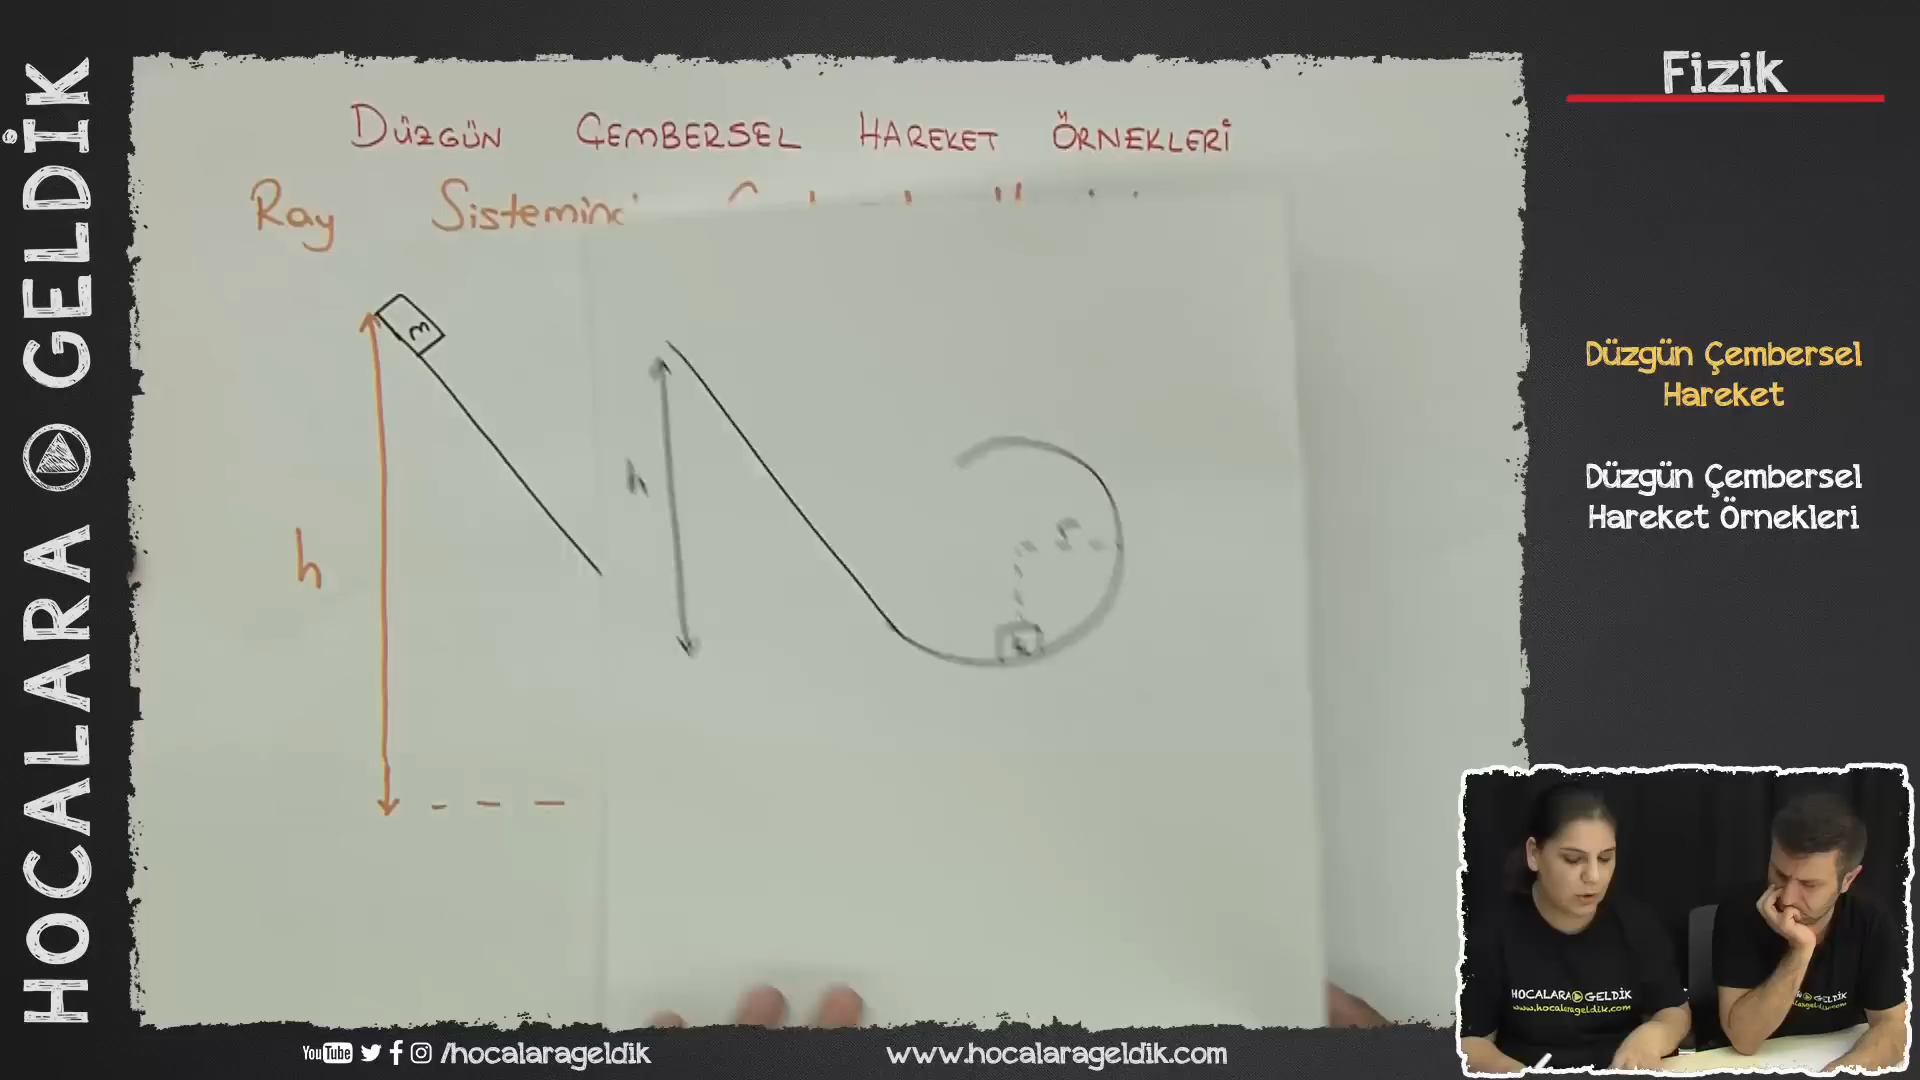 HOCALARA GELDİK
Fizik
DÜZGÜN ÇEMBERSEL HAREKET ÖRNEKLERİ
Ray
m
h
h
r
Düzgün Çembersel
Hareket
Düzgün Çembersel
Hareket Örnekleri
HOCALARA GELDİK
www.hocalarageldik.com
YouTube /hocalarageldik
www.hocalarageldik.com